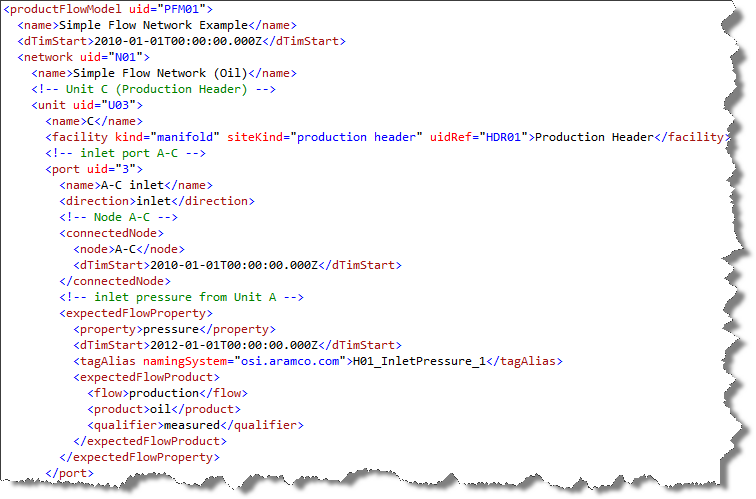 <productFlowModel uid="PFM01">
<name>Simple Flow Network Example</name>
<dTimStart>2010-01-01T00:00:00.000Z</dTimStart>
<network uid="N01">
<name>Simple Flow Network (Oil)</name>
<!-- Unit C (Production Header) -->
<unit uid="U03">
<name>C</name>
<facility kind="manifold" siteKind="production header" uidRef="HDR01">Production Header</facility>
<!-- inlet port A-C -->
<port uid="3">
<name>A-C inlet</name>
<direction>inlet</direction>
<!-- Node A-C -->
<connectedNode>
<node>A-C</node>
<dTimStart>2010-01-01T00:00:00.000Z</dTimStart>
</connectedNode>
<!-- inlet pressure from Unit A -->
<expectedFlowProperty>
<property>pressure</property>
<dTimStart>2012-01-01T00:00:00.000Z</dTimStart>
<tagAlias namingSystem="osi.aramco.com">H01_InletPressure_1</tagAlias>
<expectedFlowProduct>
<flow>production</flow>
<product>oil</product>
<qualifier>measured</qualifier>
</expectedFlowProduct>
</expectedFlowProperty>
</port>